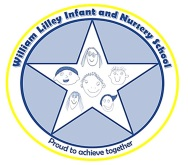 William Lilley Infant and Nursery School
Proud to achieve together